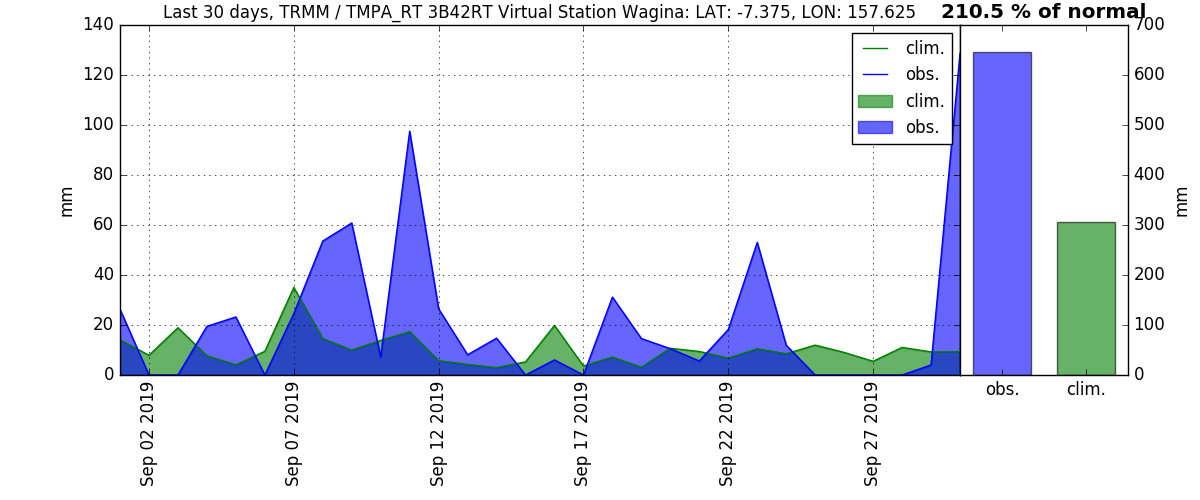 Last 30 days, TRMM / TMPA_RT 3B42RT Virtual Station Wagina: LAT: -7.375, LON: 157.625
210.5 % of normal
140
120
100
80
60
40
20
0
mm
clim.
obs.
clim.
obs.
700
600
500
400
300
200
100
0
mm
obs.
clim.
Sep 02 2019
Sep 07 2019
Sep 12 2019
Sep 17 2019
Sep 22 2019
Sep 27 2019